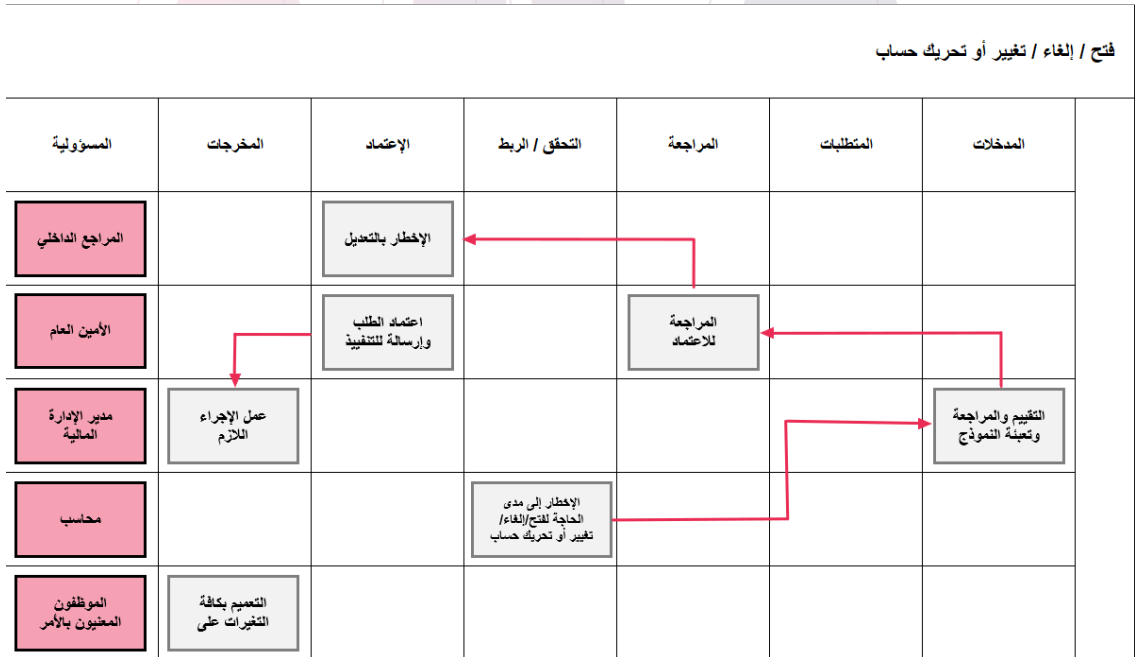 فتح / إلغاء / تغيير أو تحريك حساب
المدخلات
المتطلبات
المراجعة
التحقق / الربط
الإعتماد
المخرجات
المسؤولية
الإخطار بالتعديل
المراجع الداخلي
المراجعة
للاعتماد
اعتماد الطلب
وإرسالة للتنفييذ
الأمين العام
التقييم والمراجعة
وتعبئة النموذج
عمل الإجراء
اللازم
مدير الإدارة
المالية
الإخطار إلى مدى
الحاجة لفتح/إلغاء/
تغيير أو تحريك حساب
محاسب
التعميم بكافة
التغيرات على
الموظفون
المعنيون بالأمر